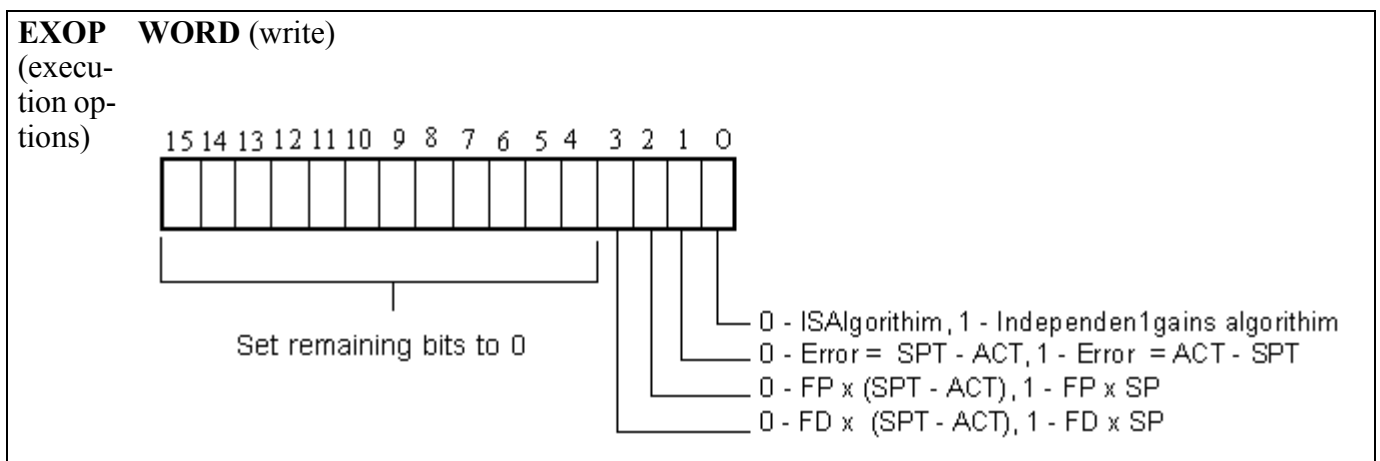 EXOP WORD (write)
(execu-
tion op-
tions)
15 14 13 12 11 10 9 8 7 6 5 4 3 2 1 0
0 - ISAlgorithim, 1 - Independen1gains algorithim
Set remaining bits to 0
0 - Error = SPT - ACT, 1 - Error = ACT - SPT
0 - FP x (SPT - ACT), 1 - FP x SP
0 - FD x (SPT - ACT), 1 - FD x SP